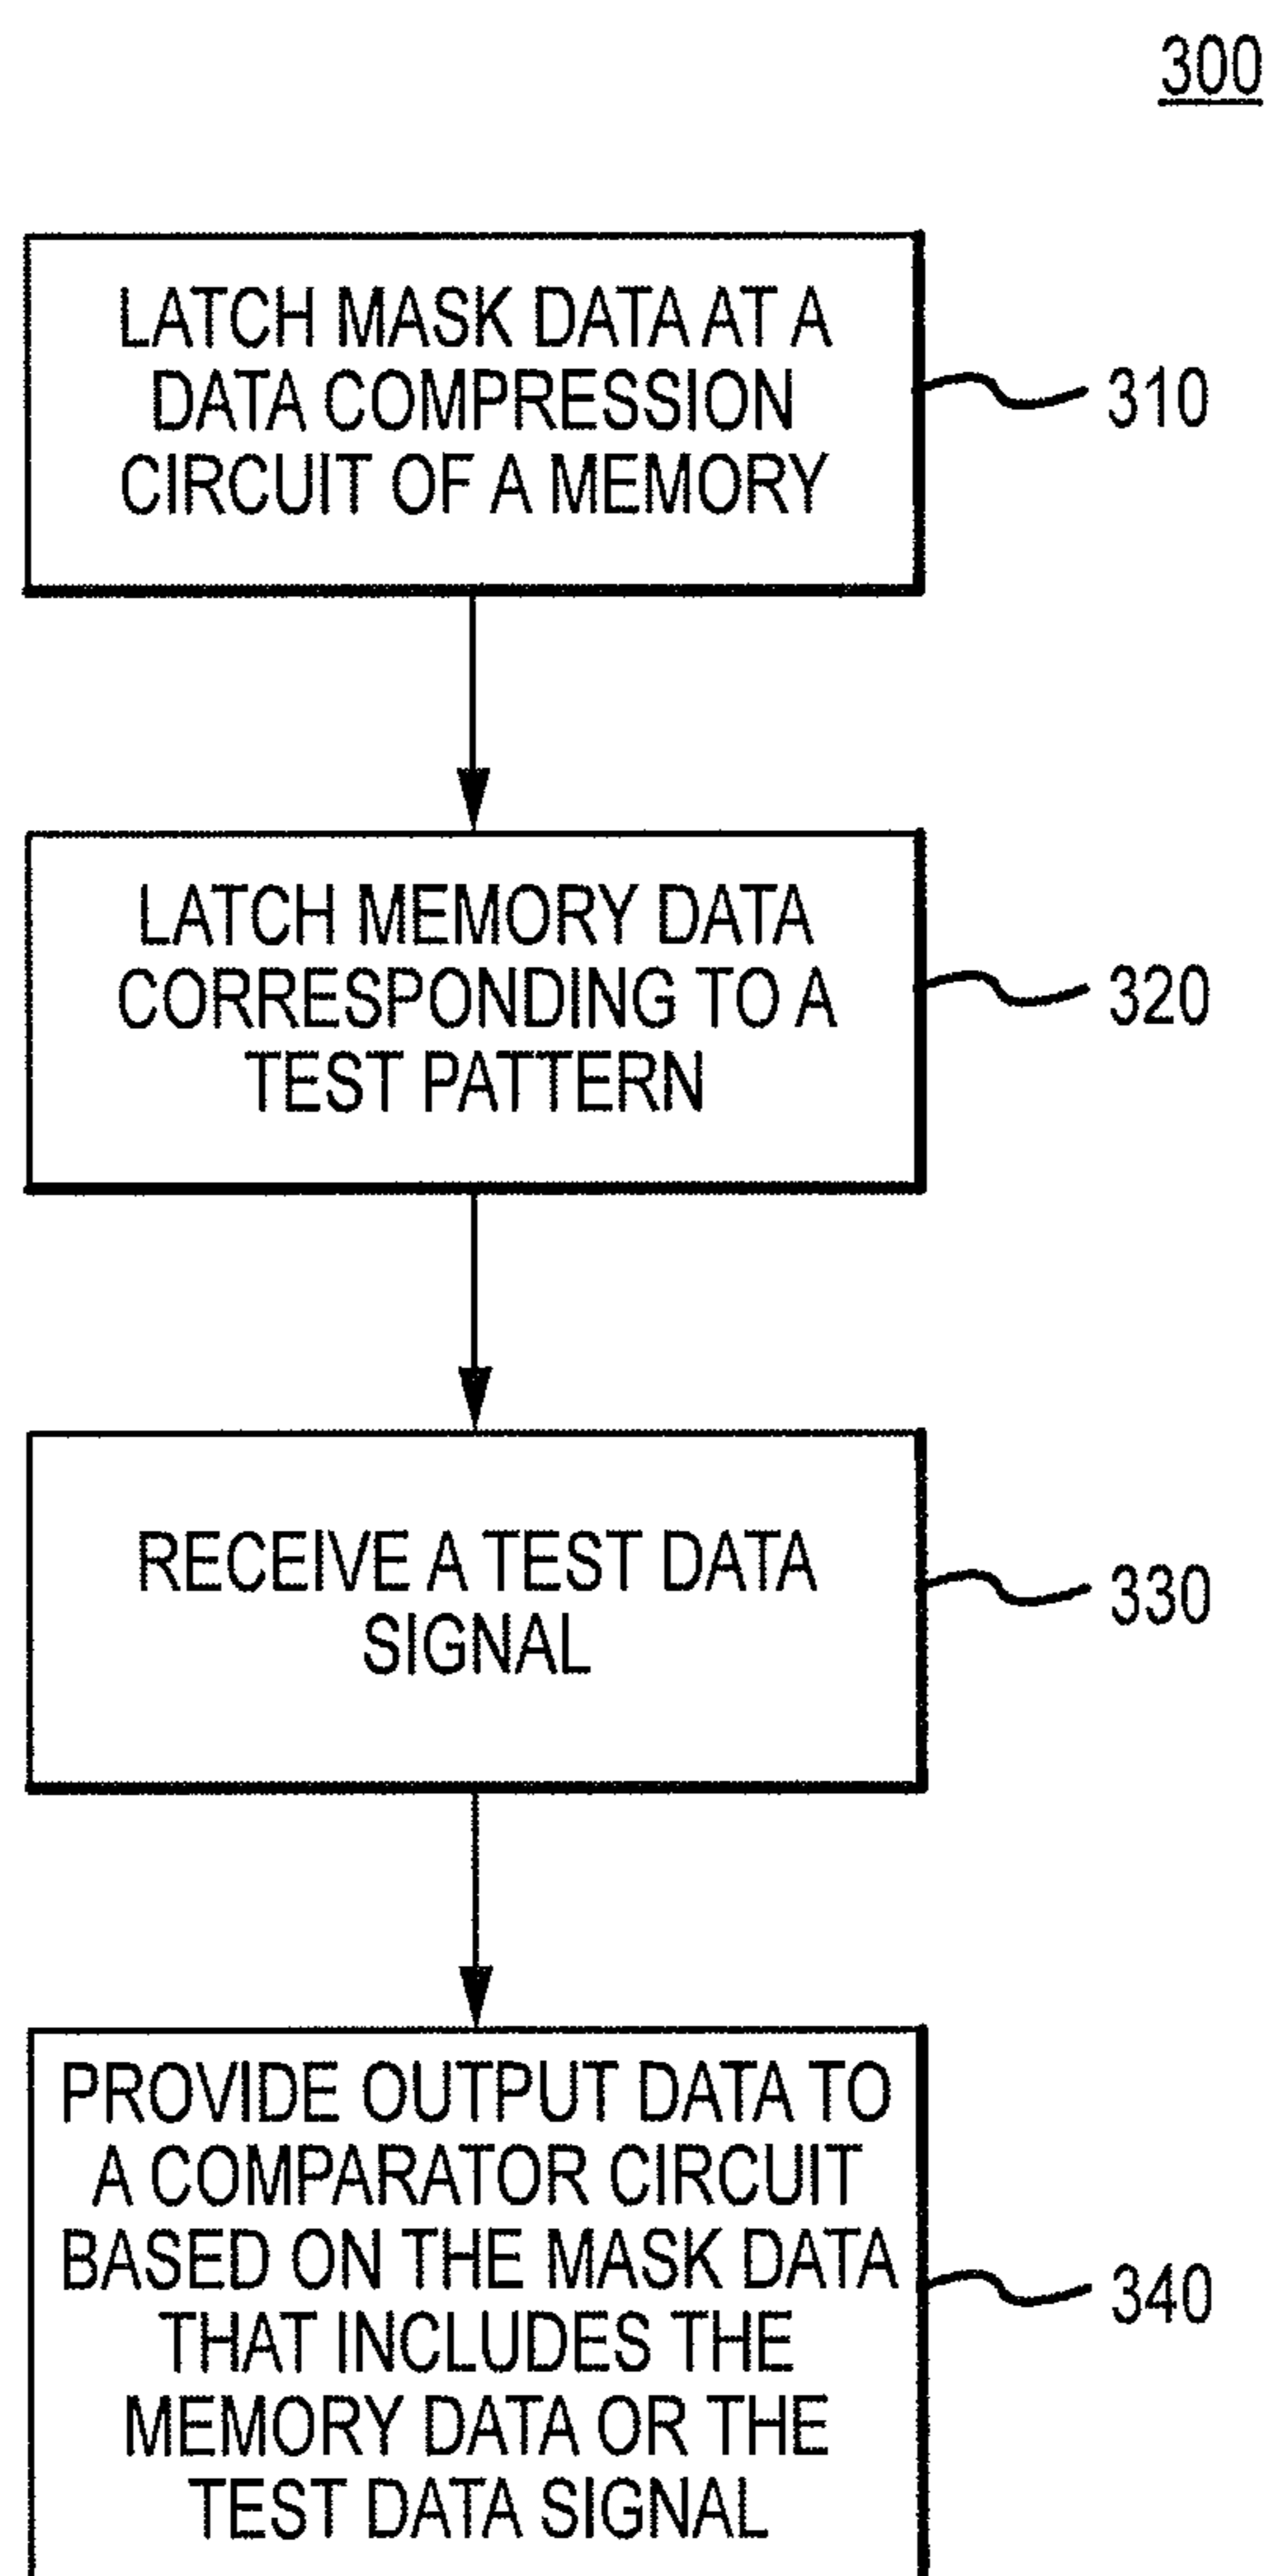 300
LATCH MASK DATA AT A
DATA COMPRESSION
CIRCUIT OF A MEMORY
310
LATCH MEMORY DATA
CORRESPONDING TO A
TEST PATTERN
320
RECEIVE A TEST DATA
SIGNAL
330
PROVIDE OUTPUT DATA TO
A COMPARATOR CIRCUIT
BASED ON THE MASK DATA
THAT INCLUDES THE
MEMORY DATA OR THE
TEST DATA SIGNAL
340